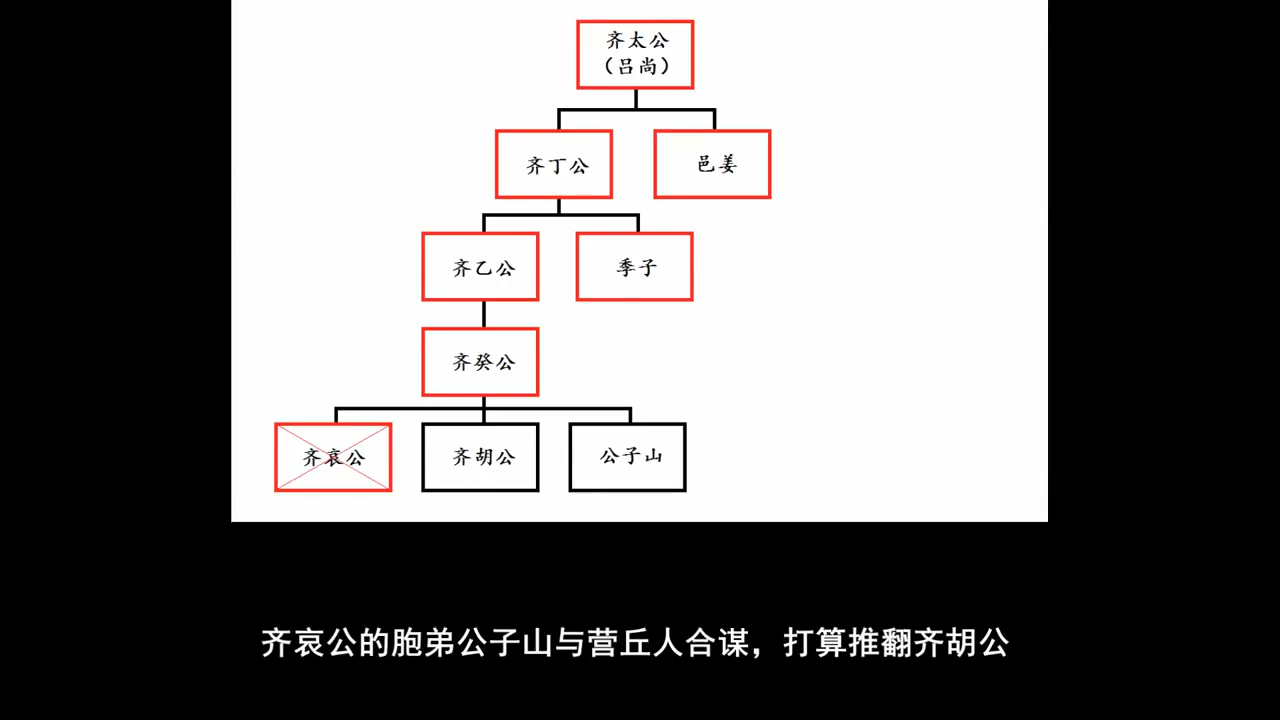 齐太公
（吕尚）
齐丁公
邑姜
齐乙公
季子
齐癸公
齐哀公
齐胡公
公子山
齐哀公的胞弟公子山与营丘人合谋，打算推翻齐胡公